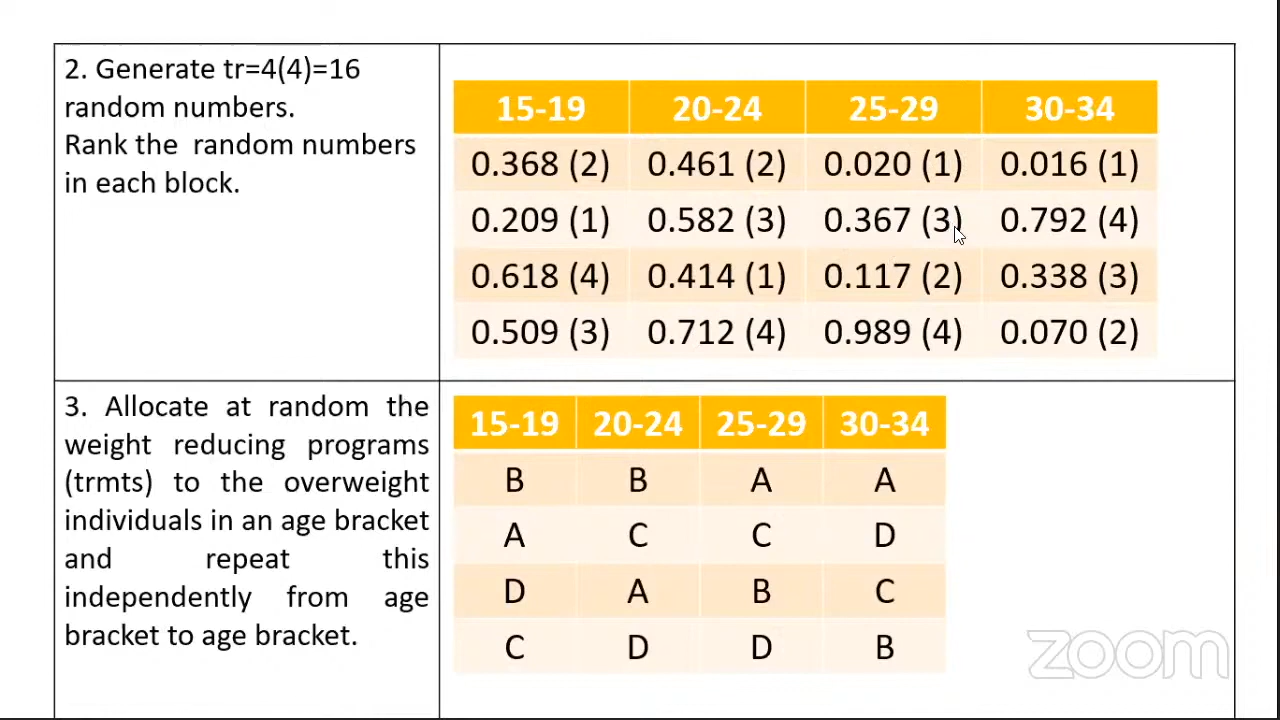 2. Generate tr=4(4)=16
random numbers.
Rank the random numbers
in each block.
15-19 20-24 25-29 30-34
0.368 (2) 0.461 (2) 0.020 (1) 0.016 (1)
0.209 (1) 0.582 (3) 0.367 (3) 0.792 (4)
0.618 (4) 0.414 (1) 0.117 (2) 0.338 (3)
0.509 (3) 0.712 (4) 0.989 (4) 0.070 (2)
3. Allocate at random the
weight reducing programs
(trmts) to the overweight
individuals in an age bracket
and repeat this
independently from age
bracket to age bracket.
15-19 20-24 25-29 30-34
B B A A
A C C D
D A B C
C D D B
zoom